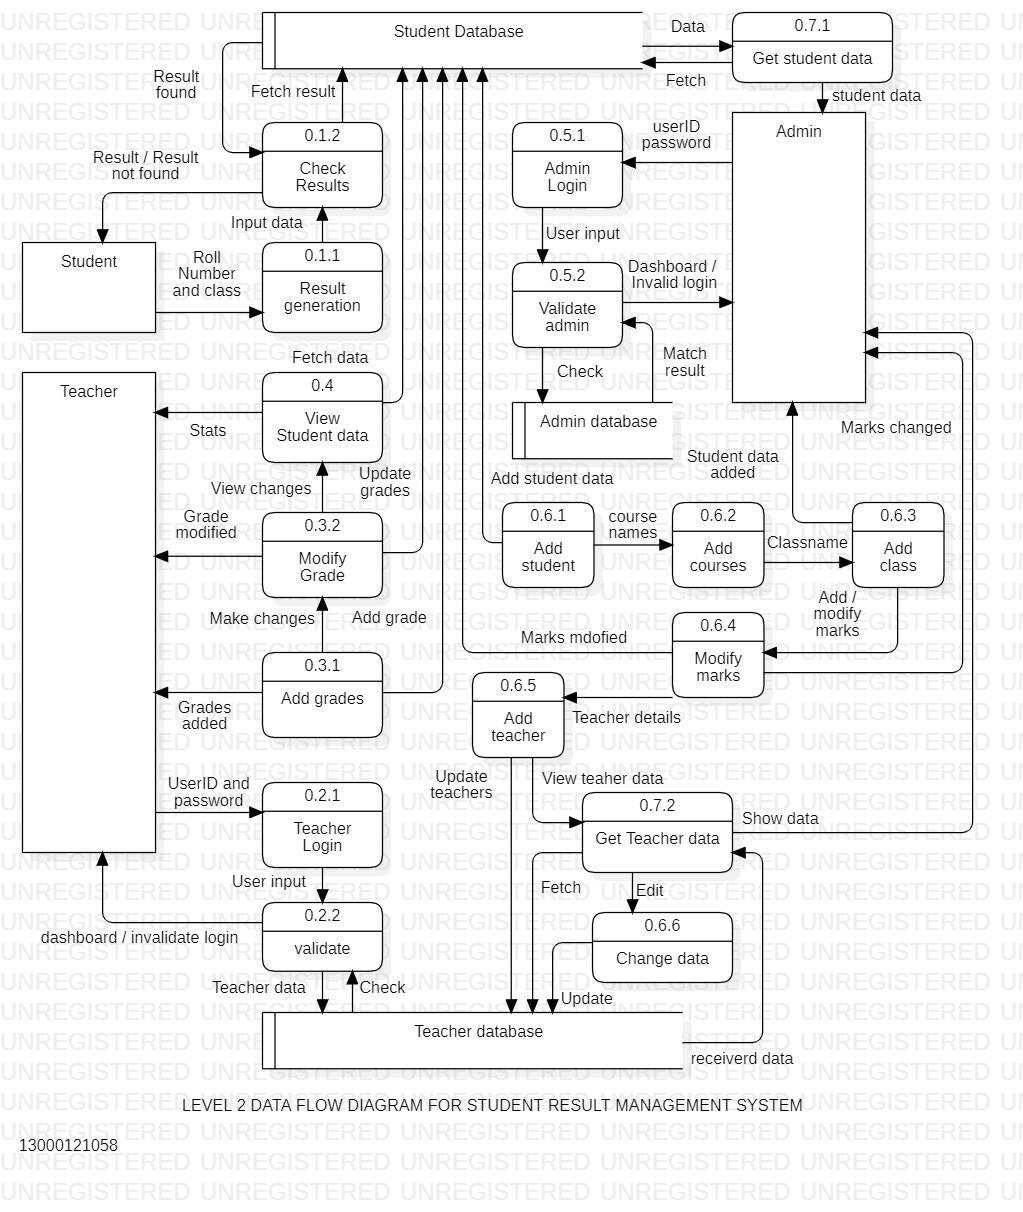 Student Database
Data
0.7.1
Get student data
Fetch
student data
Result
found
Fetch result
0.1.2
Check
Results
Result / Result
not found
Input data
Student
Roll
Number
and class
0.1.1
Result
generation
0.5.1
Admin
Login
userID
password
Admin
User input
0.5.2
Validate
admin
Dashboard /
Invalid login
Check
Match
result
Admin database
Fetch data
0.4
View
Student data
Teacher
Stats
View changes
Update
grades
Grade
modified
0.3.2
Modify
Grade
Make changes
Add grade
0.3.1
Add grades
Grades
added
Marks changed
Student data
added
Add student data
0.6.1
Add
student
course
names
0.6.2
Add
courses
Classname
0.6.3
Add
class
Add /
modify
marks
0.6.4
Modify
marks
Marks mdofied
0.6.5
Add
teacher
Teacher details
Update
teachers
View teaher data
0.7.2
Get Teacher data
Show data
UserID and
password
0.2.1
Teacher
Login
User input
0.2.2
validate
dashboard / invalidate login
Teacher data
Check
Fetch
Edit
0.6.6
Change data
Update
Teacher database
receiverd data
LEVEL 2 DATA FLOW DIAGRAM FOR STUDENT RESULT MANAGEMENT SYSTEM
13000121058
UNREGISTERED